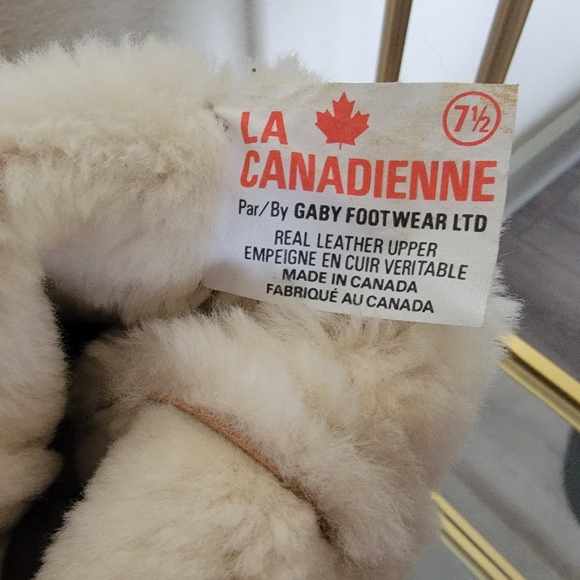 7½
LA
CANADIENNE
Par/By GABY FOOTWEAR LTD
REAL LEATHER UPPER
EMPEIGNE EN CUIR VERITABLE
MADE IN CANADA
FABRIQUÉ AU CANADA